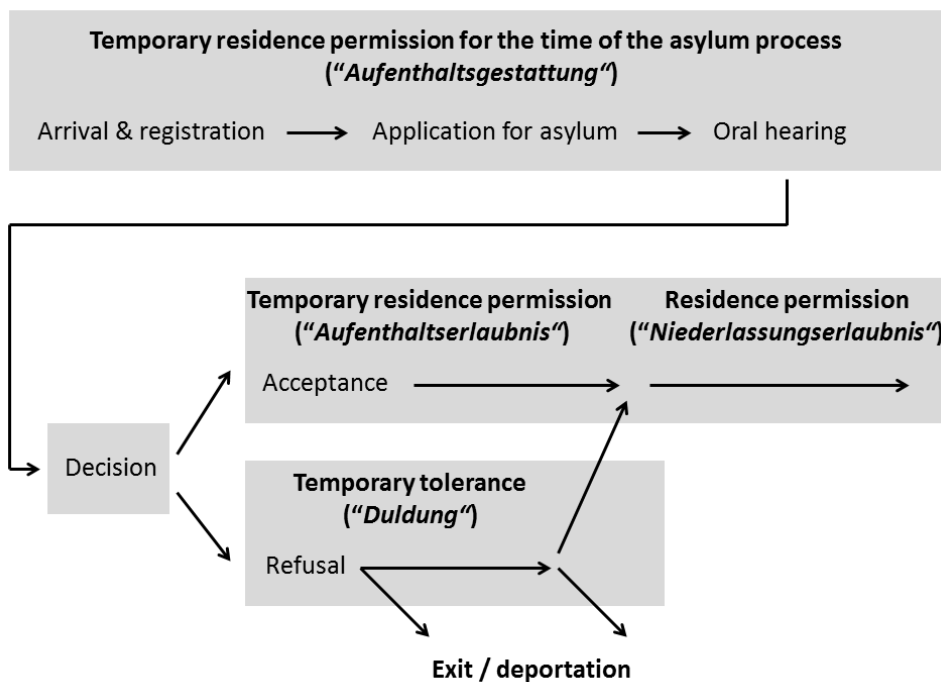 Temporary residence permission for the time of the asylum process
(“Aufenthaltsgestattung“)
Arrival & registration
Application for asylum
Oral hearing
Temporary residence permission
(“Aufenthaltserlaubnis“)
Residence permission
(“Niederlassungserlaubnis“)
Acceptance
Decision
Temporary tolerance
(“Duldung“)
Refusal
Exit / deportation